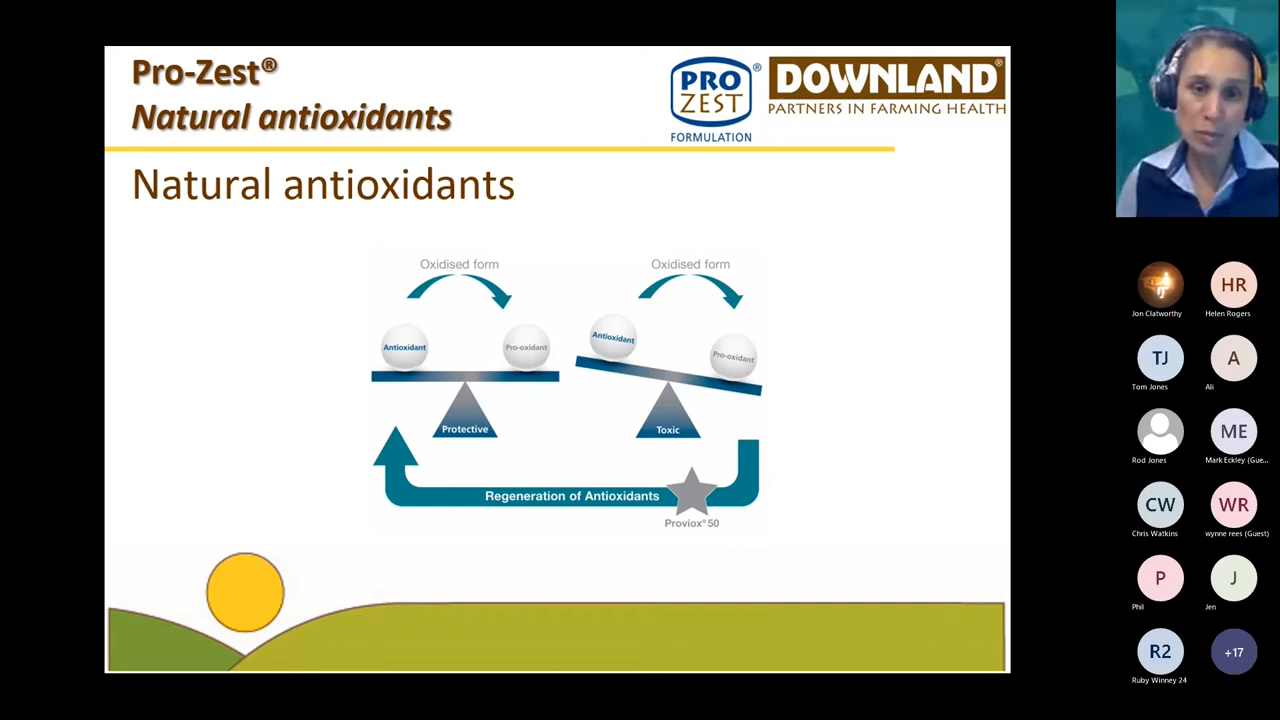 Pro-Zest®
Natural antioxidants
PRO
ZEST
®
FORMULATION
DOWNLAND®
PARTNERS IN FARMING HEALTH
Natural antioxidants
Oxidised form
Oxidised form
Antioxidant
Pro-oxidant
Antioxidant
Pro-oxidant
Protective
Toxic
Regeneration of Antioxidants
Proviox® 50
HR
Jon Clatworthy
Helen Rogers
TJ
A
Tom Jones
Ali
ME
Rod Jones
Mark Eckley (Gue...
CW
WR
Chris Watkins
wynne rees (Guest)
P
J
Phil
Jen
R2
+17
Ruby Winney 24